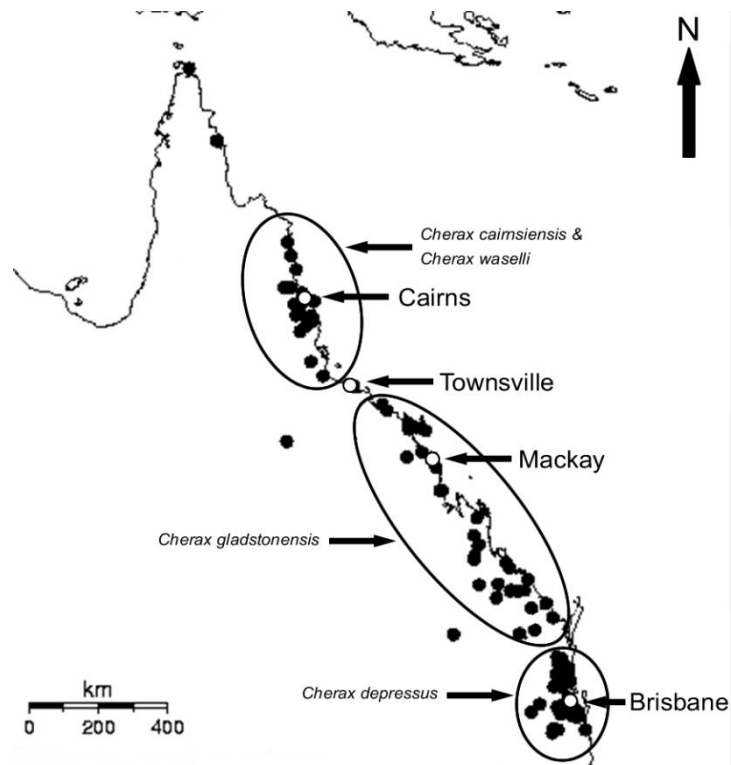 N
Cherax cairnsiensis &
Cherax waselli
Cairns
Townsville
Mackay
Cherax gladstonensis
km
0 200 400
Cherax depressus
Brisbane